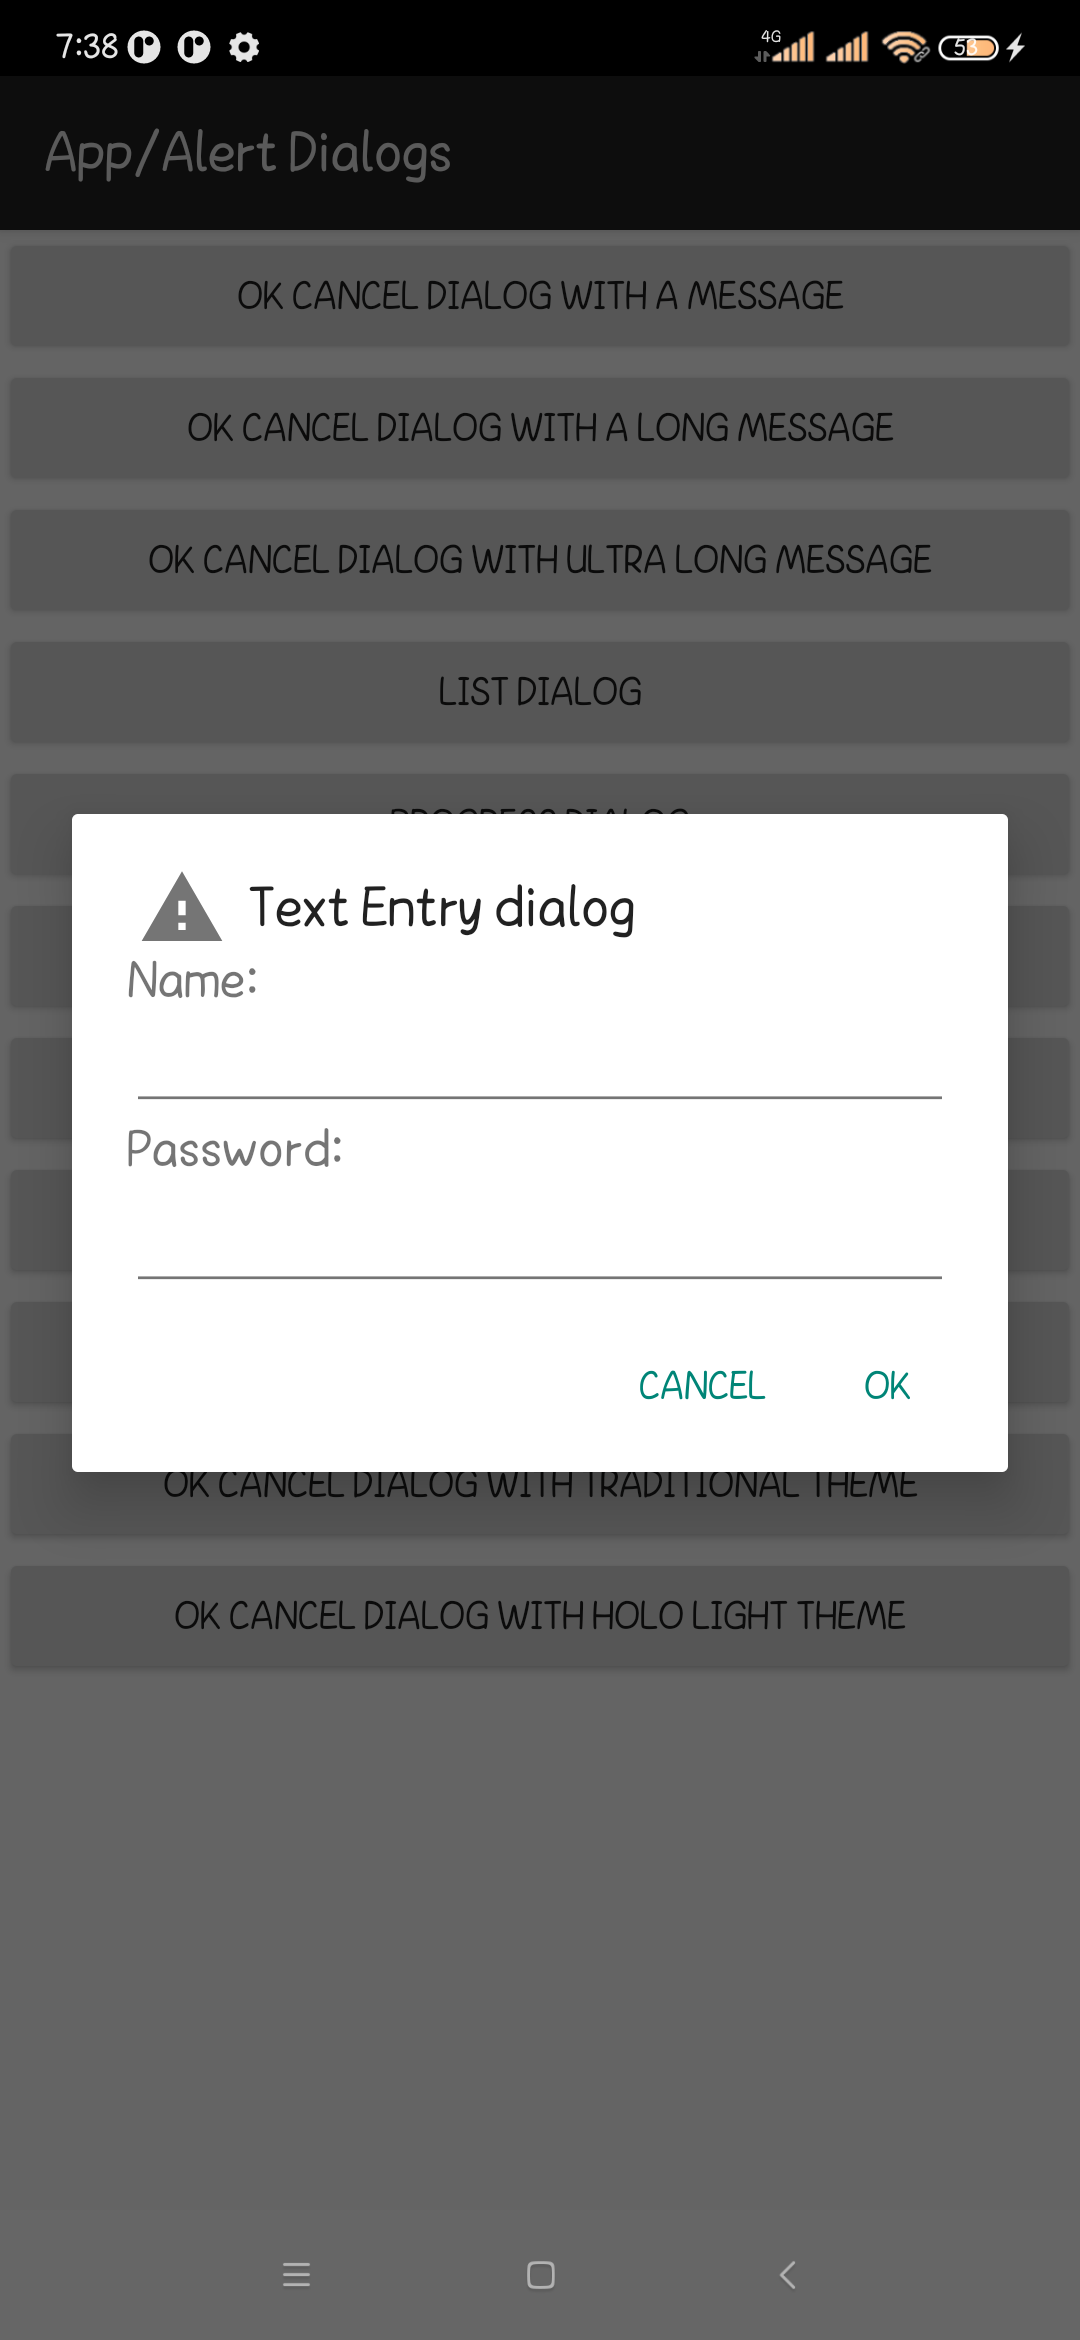 7:38
4G
53
App/Alert Dialogs
OK CANCEL DIALOG WITH A MESSAGE
OK CANCEL DIALOG WITH A LONG MESSAGE
OK CANCEL DIALOG WITH ULTRA LONG MESSAGE
LIST DIALOG
PROGRESS DIALOG
Text Entry dialog
Name:
Password:
CANCEL OK
OK CANCEL DIALOG WITH TRADITIONAL THEME
OK CANCEL DIALOG WITH HOLO LIGHT THEME